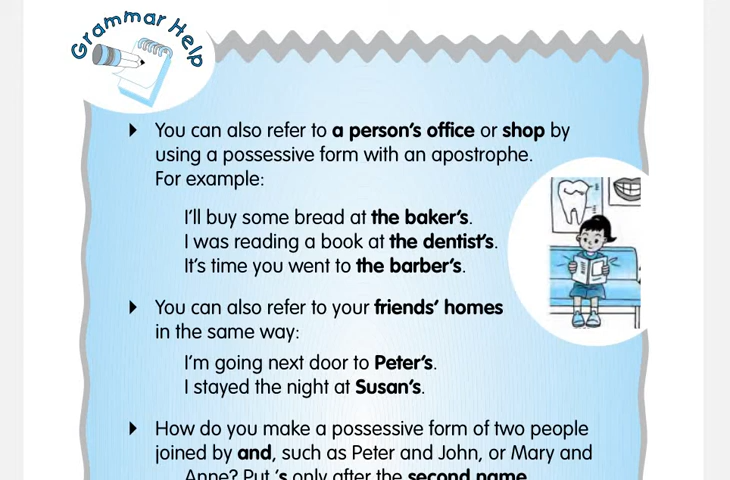 Grammar Help
You can also refer to a person's office or shop by
using a possessive form with an apostrophe.
For example:
I'll buy some bread at the baker's.
I was reading a book at the dentist's.
It's time you went to the barber's.
You can also refer to your friends' homes
in the same way:
I'm going next door to Peter's.
I stayed the night at Susan's.
How do you make a possessive form of two people
joined by and, such as Peter and John, or Mary and
Anne? Put 's only after the second name.